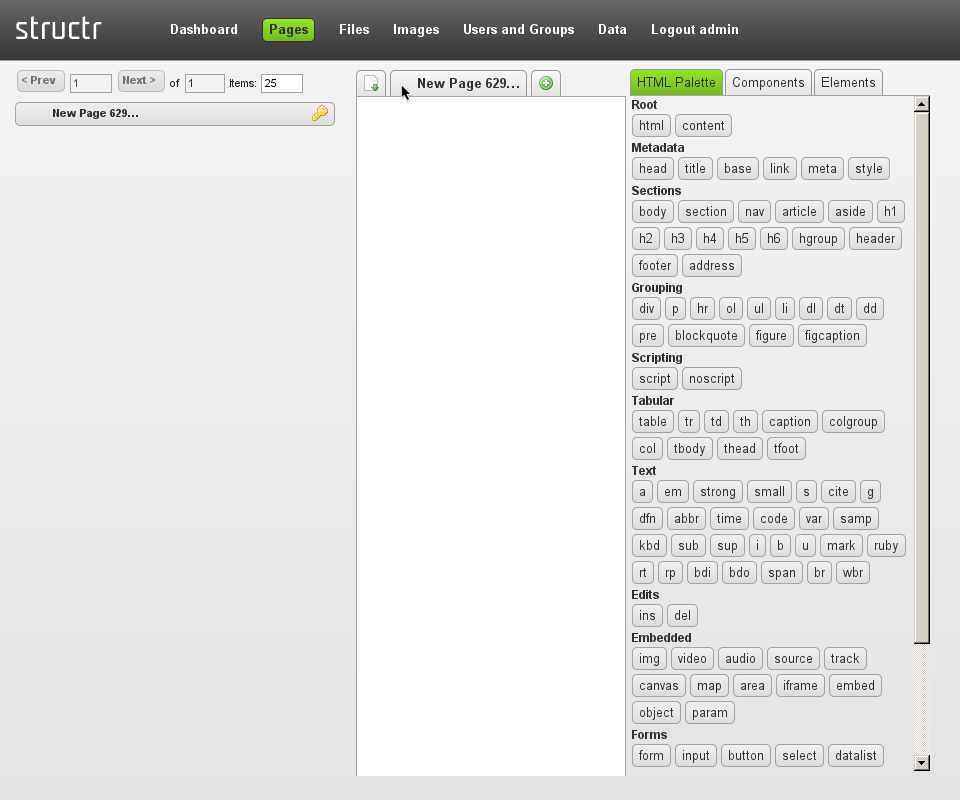 structr
Dashboard Pages Files Images Users and Groups Data Logout admin
< Prev 1 Next > of 1 Items: 25
New Page 629...
New Page 629...
HTML Palette Components Elements
Root
html content
Metadata
head title base link meta style
Sections
body section nav article aside h1
h2 h3 h4 h5 h6 hgroup header
footer address
Grouping
div p hr ol ul li dl dt dd
pre blockquote figure figcaption
Scripting
script noscript
Tabular
table tr td th caption colgroup
col tbody thead tfoot
Text
a em strong small s cite g
dfn abbr time code var samp
kbd sub sup i b u mark ruby
rt rp bdi bdo span br wbr
Edits
ins del
Embedded
img video audio source track
canvas map area iframe embed
object param
Forms
form input button select datalist